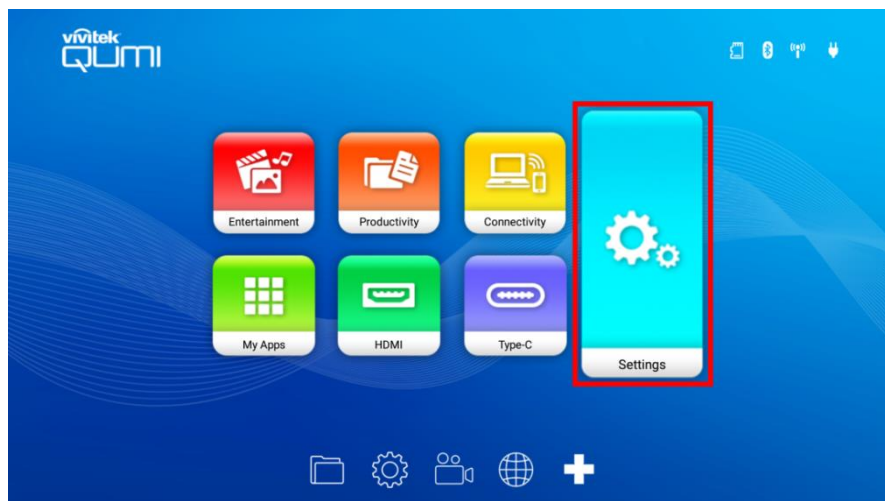 vivitek
QUMI
Entertainment
Productivity
Connectivity
My Apps
HDMI
Type-C
Settings